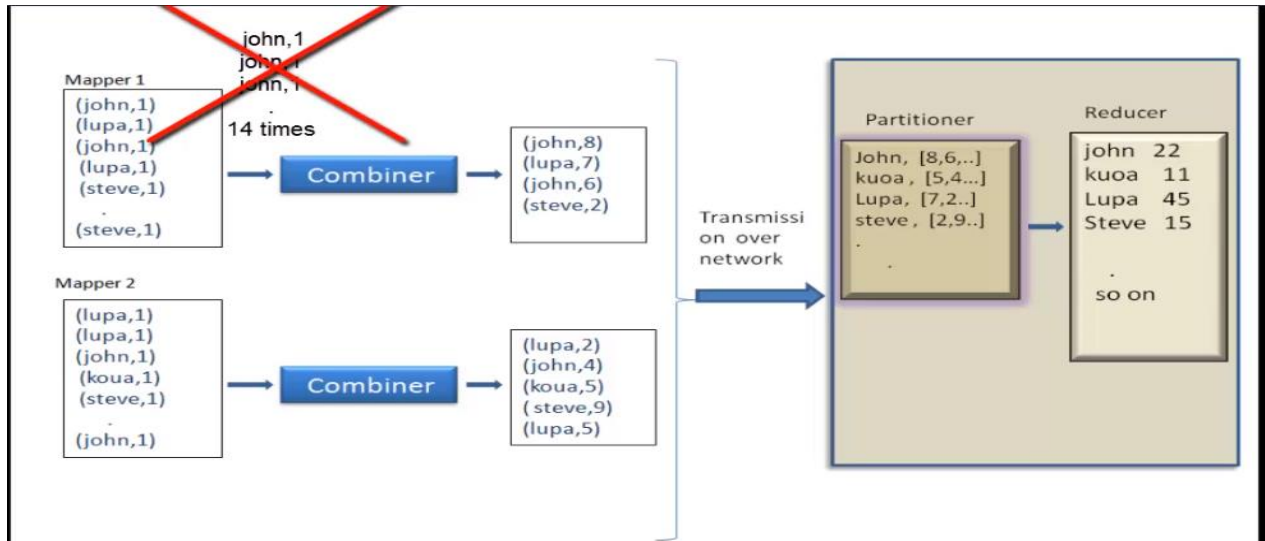 john,1
john,1
john,1
.
14 times
Mapper 1
(john,1)
(lupa,1)
(john,1)
(lupa,1)
(steve,1)
.
(steve,1)
Combiner
(john,8)
(lupa,7)
(john,6)
(steve,2)
Mapper 2
(lupa,1)
(lupa,1)
(john,1)
(koua,1)
(steve,1)
.
(john,1)
Combiner
(lupa,2)
(john,4)
(koua,5)
( steve,9)
(lupa,5)
Transmissi
on over
network
Partitioner
John, [8,6,..]
kuoa , [5,4...]
Lupa, [7,2..]
steve , [2,9..]
.
.
Reducer
john 22
kuoa 11
Lupa 45
Steve 15
.
so on